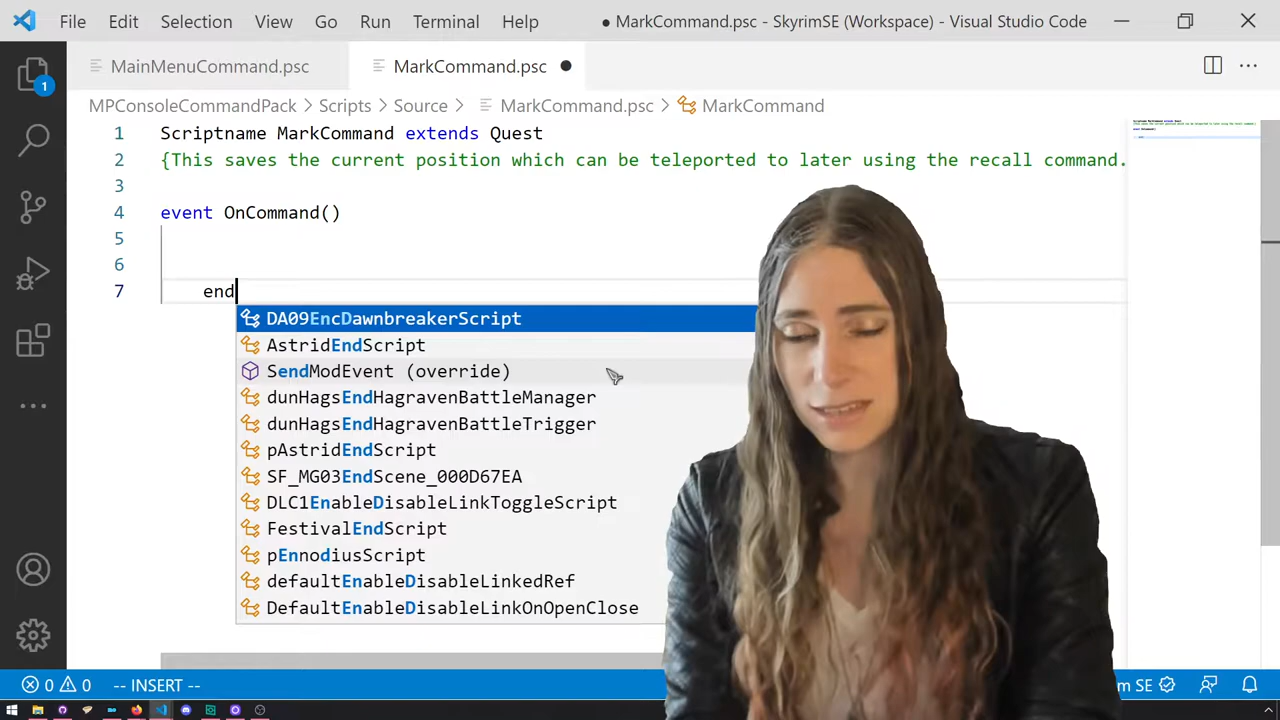 File Edit Selection View Go Run Terminal Help
● MarkCommand.psc - SkyrimSE (Workspace) - Visual Studio Code
MainMenuCommand.psc
MarkCommand.psc ●
MPConsoleCommandPack > Scripts > Source > MarkCommand.psc > MarkCommand
1 Scriptname MarkCommand extends Quest
2 {This saves the current position which can be teleported to later using the recall command.
3
4 event OnCommand()
5
6
7 end
DA09EncDawnbreakerScript
AstridEndScript
SendModEvent (override)
dunHagsEndHagravenBattleManager
dunHagsEndHagravenBattleTrigger
pAstridEndScript
SF_MG03EndScene_000D67EA
DLC1EnableDisableLinkToggleScript
FestivalEndScript
pEnnodiusScript
defaultEnableDisableLinkedRef
DefaultEnableDisableLinkOnOpenClose
1
0 0 -- INSERT --
m SE